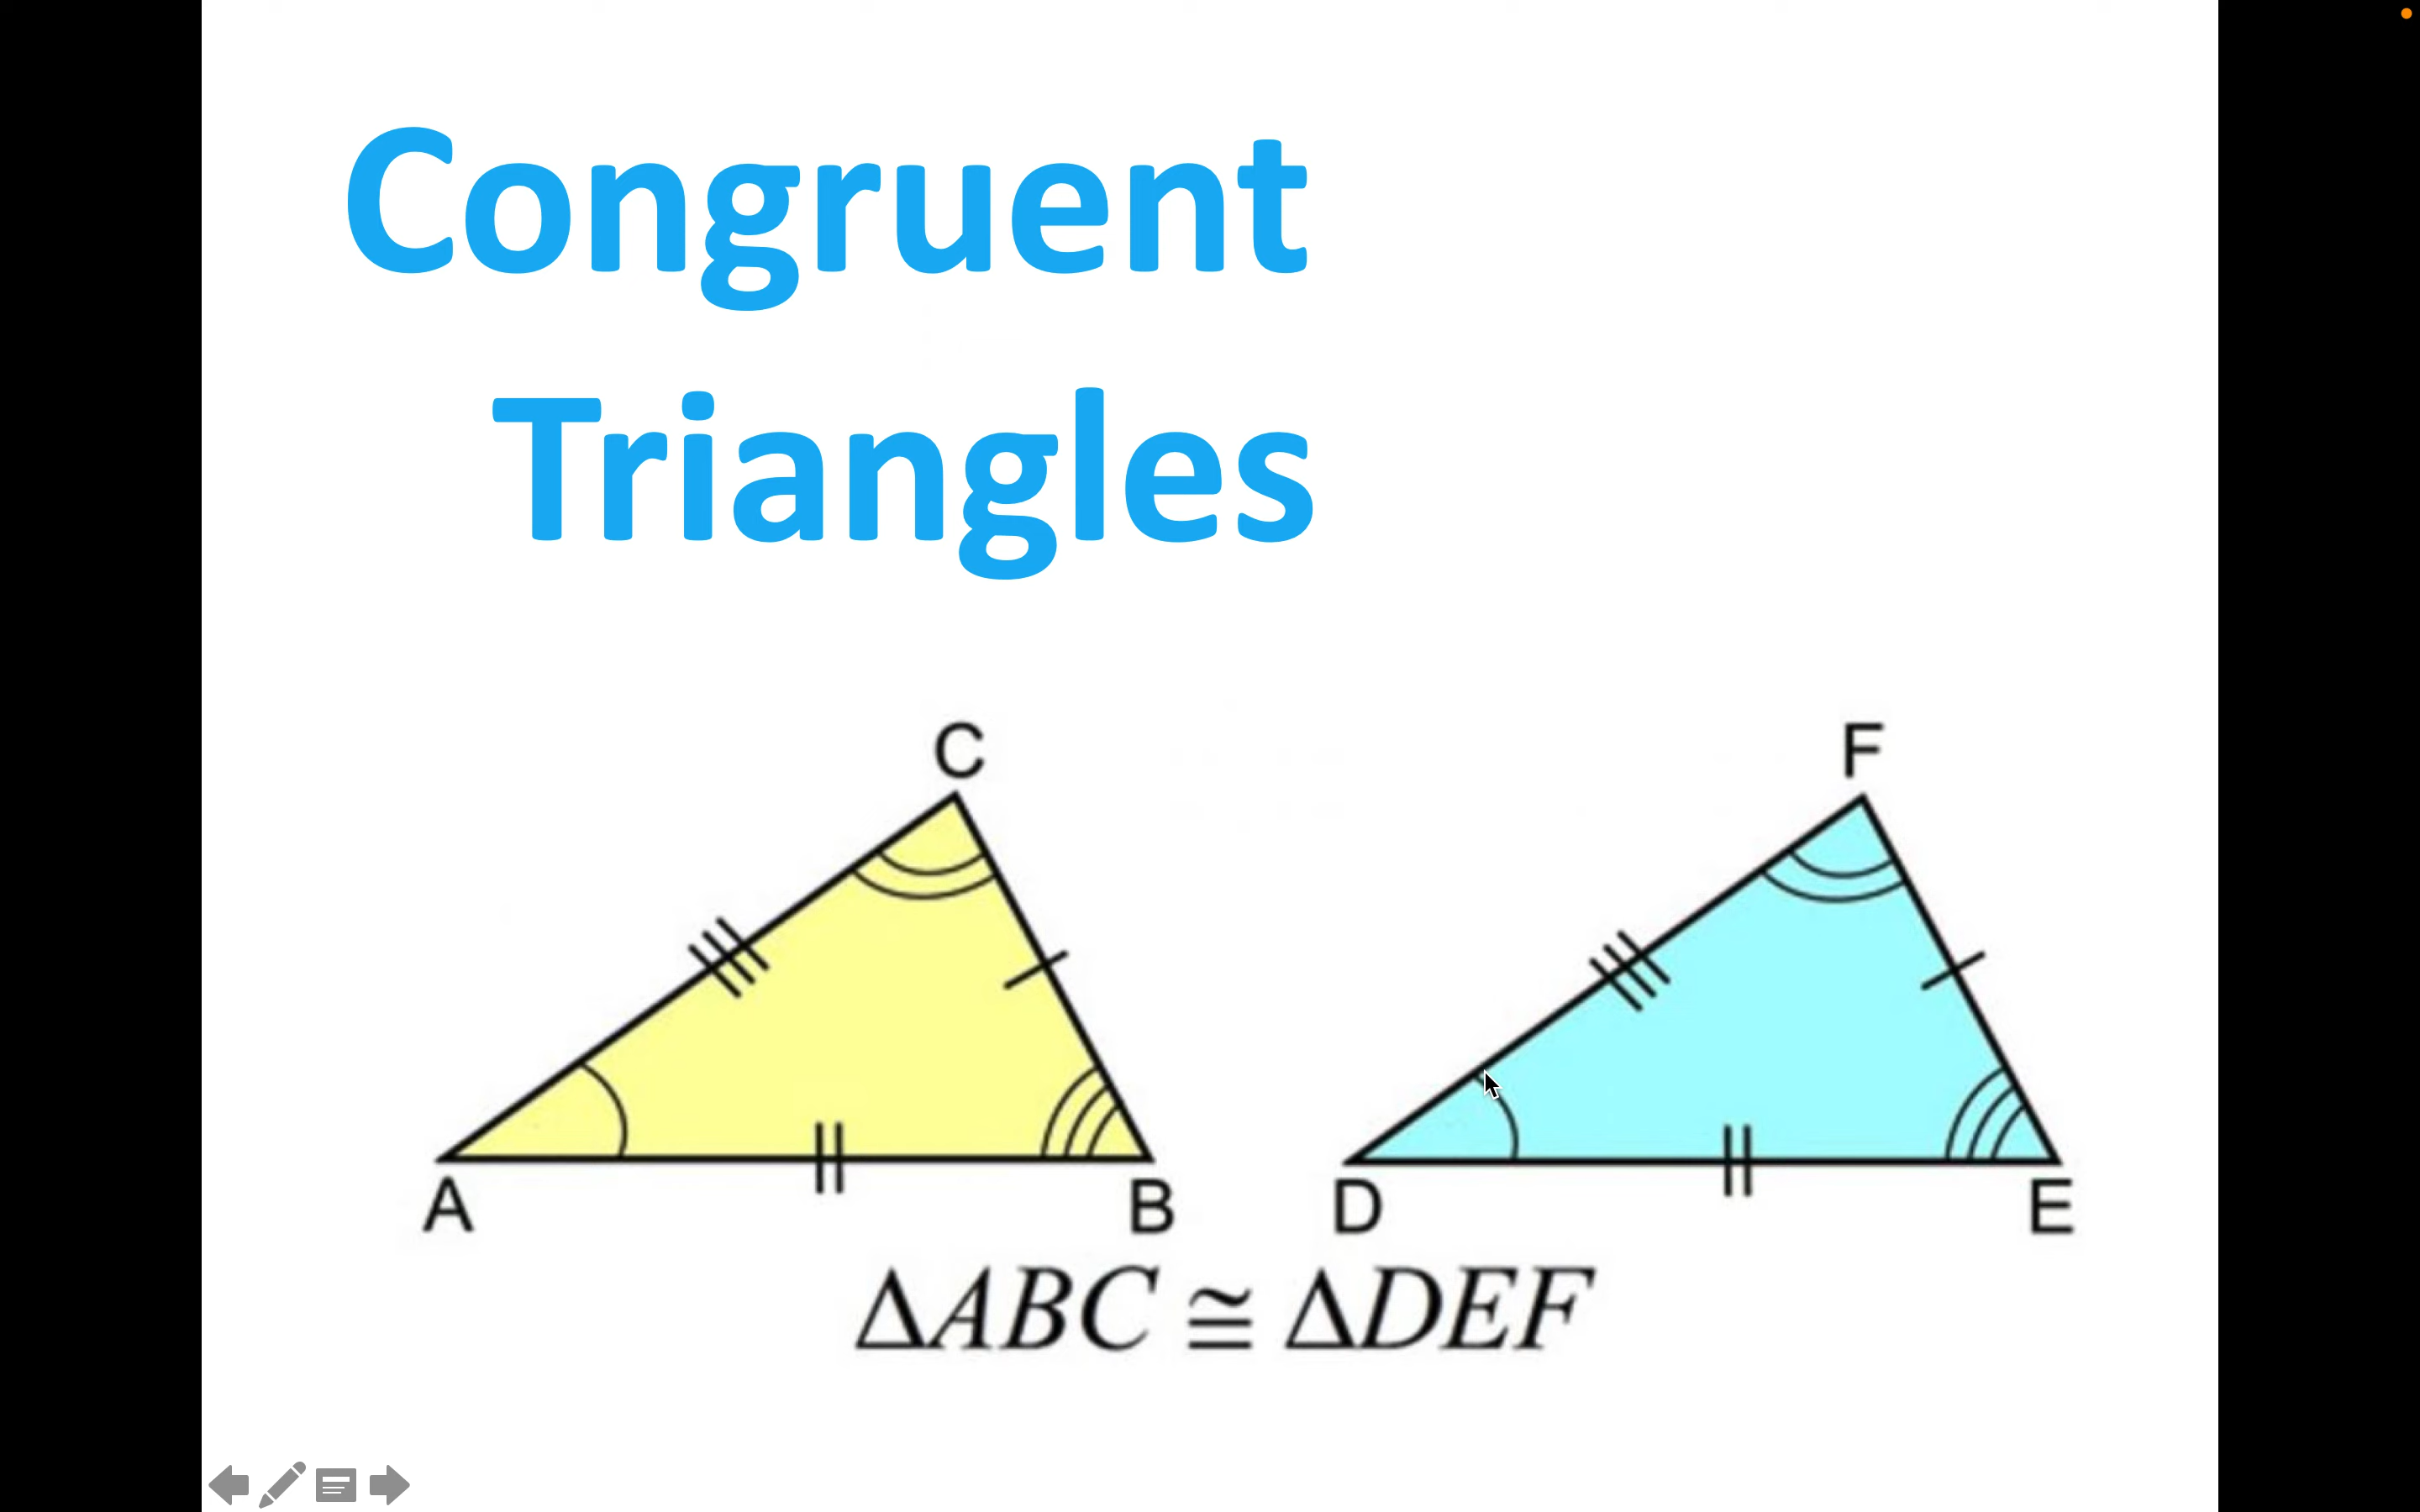 Congruent
Triangles
C
F
A
B
D
E
ΔABC ≅ ΔDEF